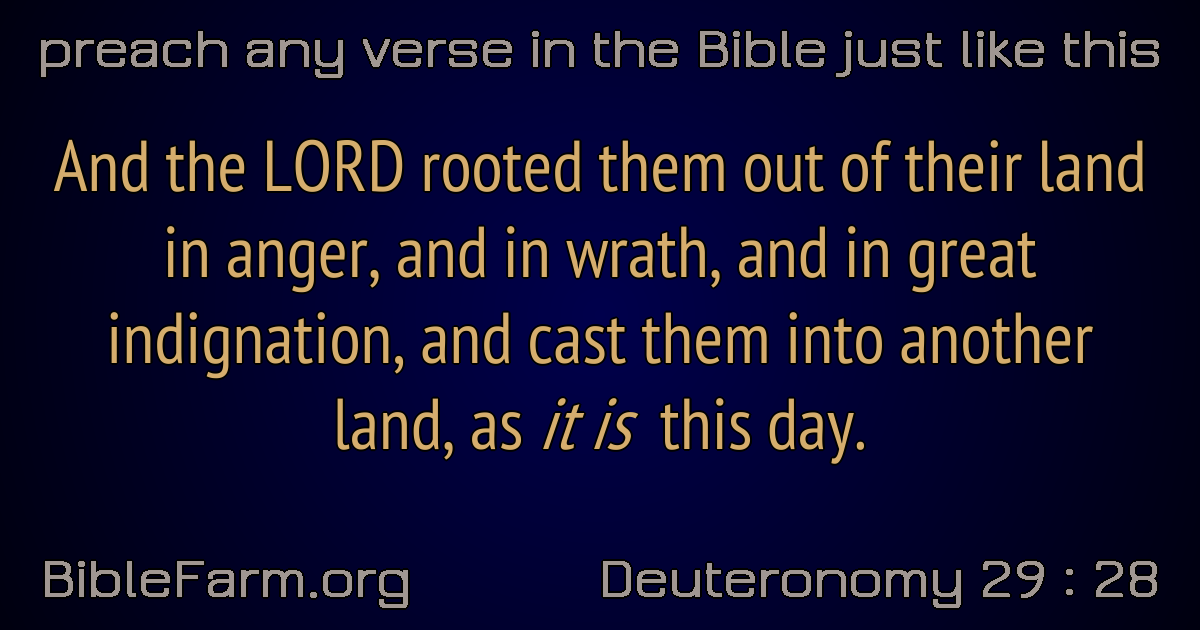 preach any verse in the Bible just like this
And the LORD rooted them out of their land
in anger, and in wrath, and in great
indignation, and cast them into another
land, as it is this day.
BibleFarm.org
Deuteronomy 29 : 28